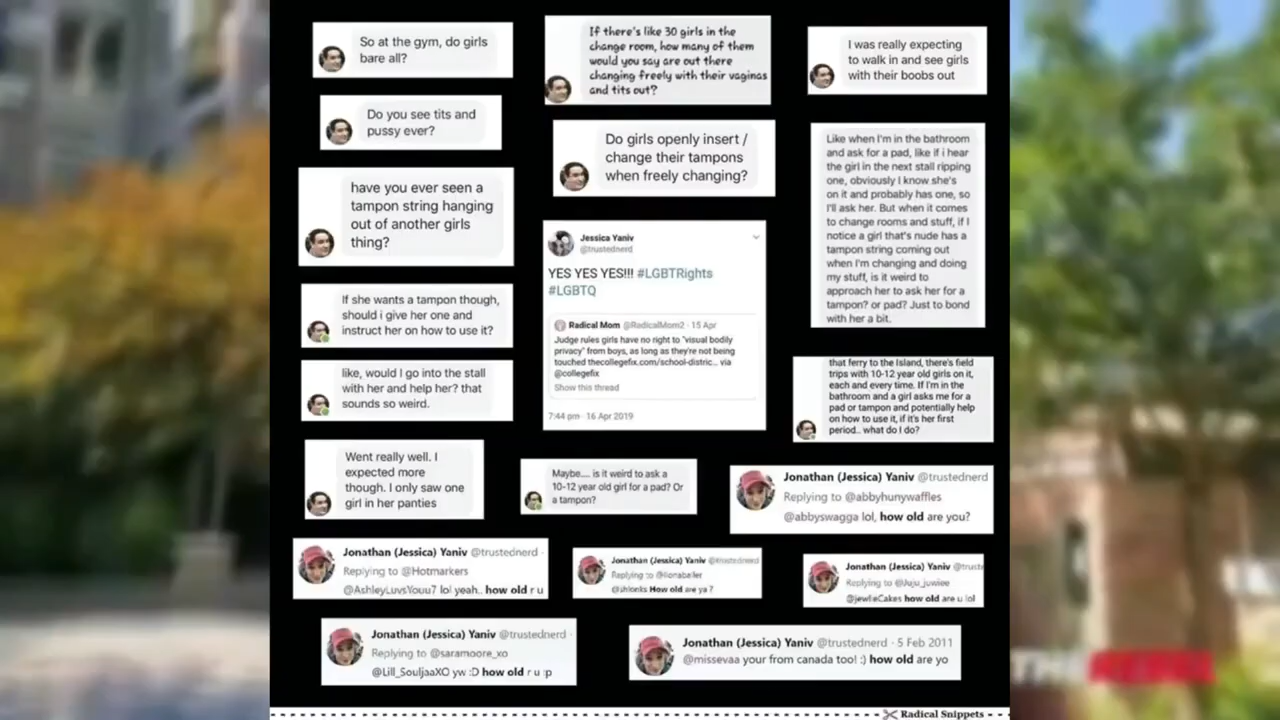 So at the gym, do girls
bare all?
Do you see tits and
pussy ever?
have you ever seen a
tampon string hanging
out of another girls
thing?
If she wants a tampon though,
should i give her one and
instruct her on how to use it?
like, would I go into the stall
with her and help her? that
sounds so weird.
Went really well. I
expected more
though. I only saw one
girl in her panties
If there's like 30 girls in the
change room, how many of them
would you say are out there
changing freely with their vaginas
and tits out?
Do girls openly insert /
change their tampons
when freely changing?
Jessica Yaniv
@trustednerd
YES YES YES!!! #LGBTRights
#LGBTQ
Radical Mom @RadicalMom2 · 15 Apr
Judge rules girls have no right to "visual bodily
privacy" from boys, as long as they're not being
touched thecollegefix.com/school-distric... via
@collegefix
Show this thread
7:44 pm · 16 Apr 2019
Maybe.... is it weird to ask a
10-12 year old girl for a pad? Or
a tampon?
I was really expecting
to walk in and see girls
with their boobs out
Like when I'm in the bathroom
and ask for a pad, like if i hear
the girl in the next stall ripping
one, obviously I know she's
on it and probably has one, so
I'll ask her. But when it comes
to change rooms and stuff, if I
notice a girl that's nude has a
tampon string coming out
when I'm changing and doing
my stuff, is it weird to
approach her to ask her for a
tampon? or pad? Just to bond
with her a bit.
that ferry to the Island, there's field
trips with 10-12 year old girls on it,
each and every time. If I'm in the
bathroom and a girl asks me for a
pad or tampon and potentially help
on how to use it, if it's her first
period.. what do I do?
Jonathan (Jessica) Yaniv @trustednerd
Replying to @abbyhunywaffles
@abbyswagga lol, how old are you?
Jonathan (Jessica) Yaniv @trustednerd ·
Replying to @Hotmarkers
@AshleyLuvsYouu7 lol yeah.. how old r u
Jonathan (Jessica) Yaniv @trustednerd
Replying to @lionaballer
How old are ya ?
Jonathan (Jessica) Yaniv @truste
Replying to @Juju_juwiee
@jewlieCakes how old are u lol
Jonathan (Jessica) Yaniv @trustednerd ·
Replying to @saramoore_xo
@Lill_SouljaaXO yw :D how old r u :p
Jonathan (Jessica) Yaniv @trustednerd · 5 Feb 2011
@missevaa your from canada too! :) how old are yo
Radical Snippets